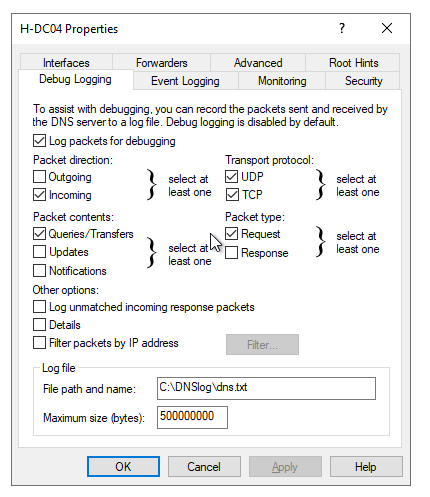 H-DC04 Properties
?
Interfaces Forwarders Advanced Root Hints
Debug Logging Event Logging Monitoring Security
To assist with debugging, you can record the packets sent and received by
the DNS server to a log file. Debug logging is disabled by default.
Log packets for debugging
Packet direction:
Outgoing
Incoming
select at
least one
Transport protocol:
UDP
TCP
select at
least one
Packet contents:
Queries/Transfers
Updates
Notifications
select at
least one
Packet type:
Request
Response
select at
least one
Other options:
Log unmatched incoming response packets
Details
Filter packets by IP address
Filter...
Log file
File path and name: C:\DNSlog\dns.txt
Maximum size (bytes): 500000000
OK Cancel Apply Help